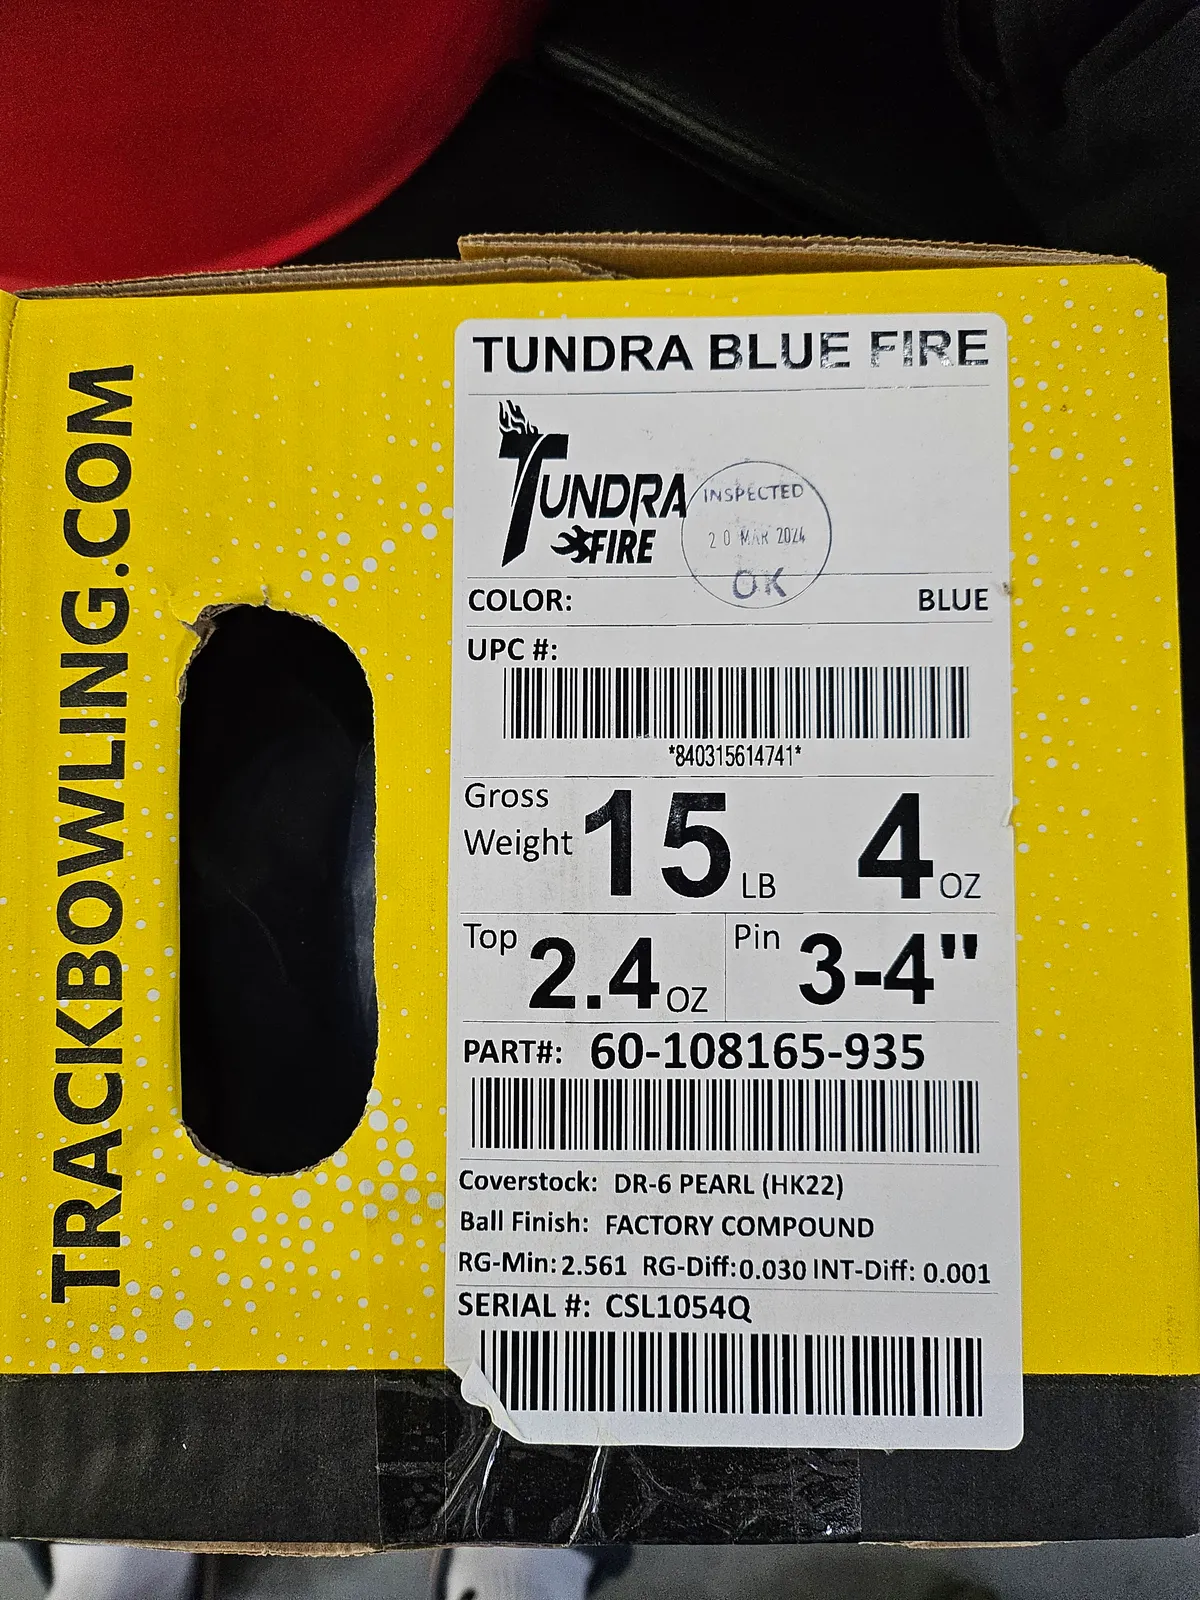 TRACKBOWLING.COM
TUNDRA BLUE FIRE
TUNDRA
FIRE
INSPECTED
20 MAR 2024
OK
COLOR: BLUE
UPC #:
*840315614741*
Gross Weight 15 LB 4 OZ
Top 2.4 OZ Pin 3-4"
PART#: 60-108165-935
Coverstock: DR-6 PEARL (HK22)
Ball Finish: FACTORY COMPOUND
RG-Min: 2.561 RG-Diff: 0.030 INT-Diff: 0.001
SERIAL #: CSL1054Q